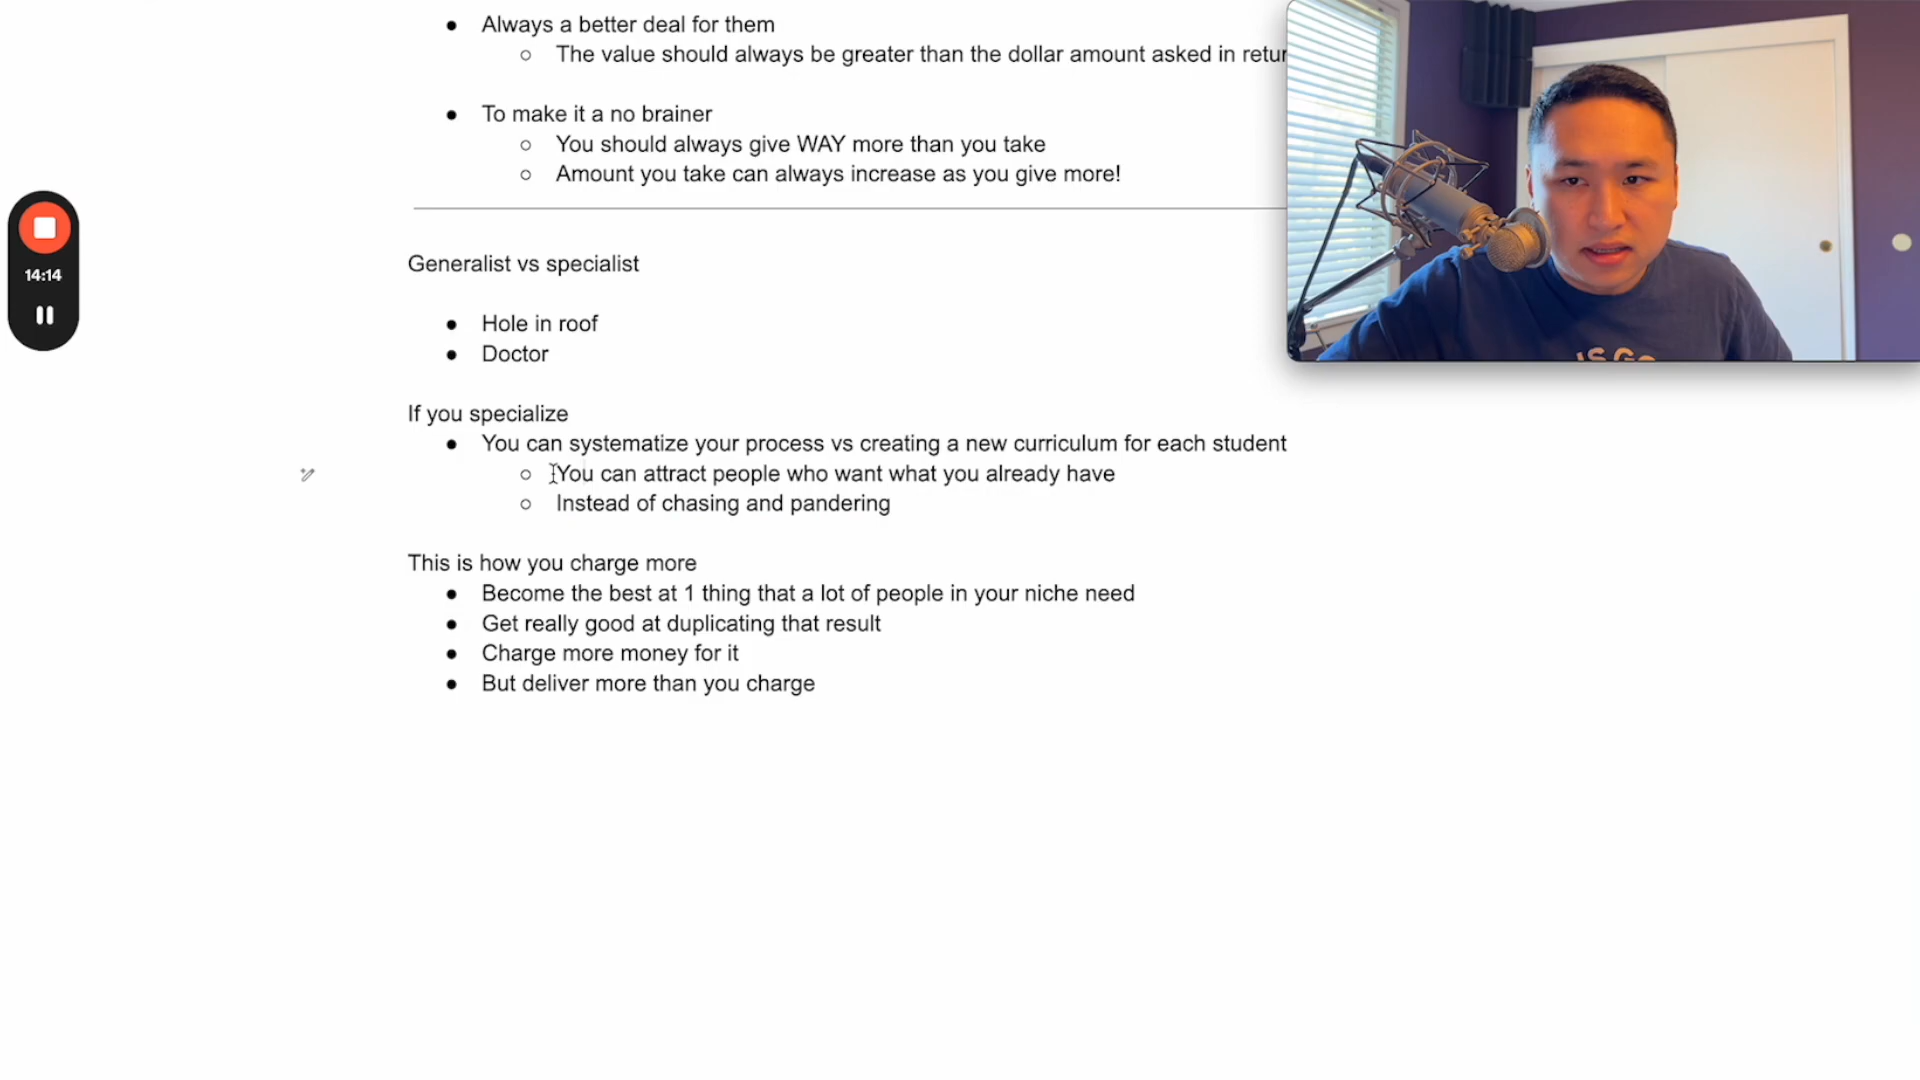 Always a better deal for them
The value should always be greater than the dollar amount asked in retur
To make it a no brainer
You should always give WAY more than you take
Amount you take can always increase as you give more!
14:14
Generalist vs specialist
Hole in roof
Doctor
If you specialize
You can systematize your process vs creating a new curriculum for each student
You can attract people who want what you already have
Instead of chasing and pandering
This is how you charge more
Become the best at 1 thing that a lot of people in your niche need
Get really good at duplicating that result
Charge more money for it
But deliver more than you charge